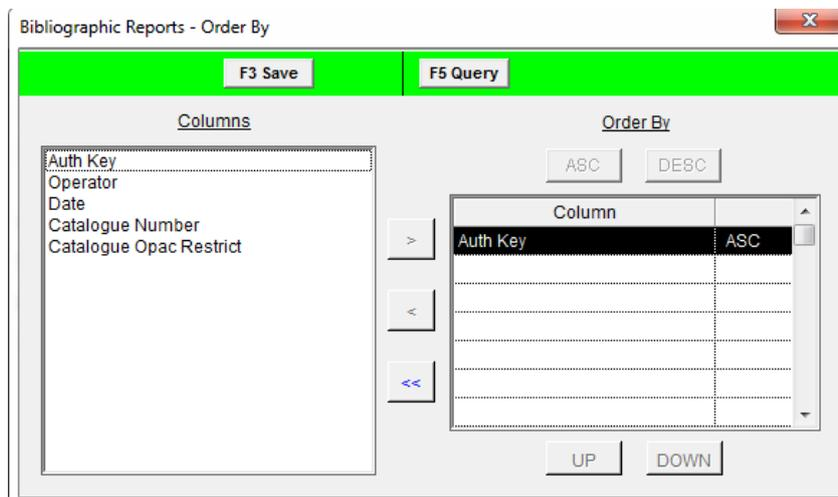 Bibliographic Reports - Order By
F3 Save
F5 Query
Columns
Auth Key
Operator
Date
Catalogue Number
Catalogue Opac Restrict
>
<
<<
Order By
ASC DESC
Column
Auth Key ASC
UP DOWN